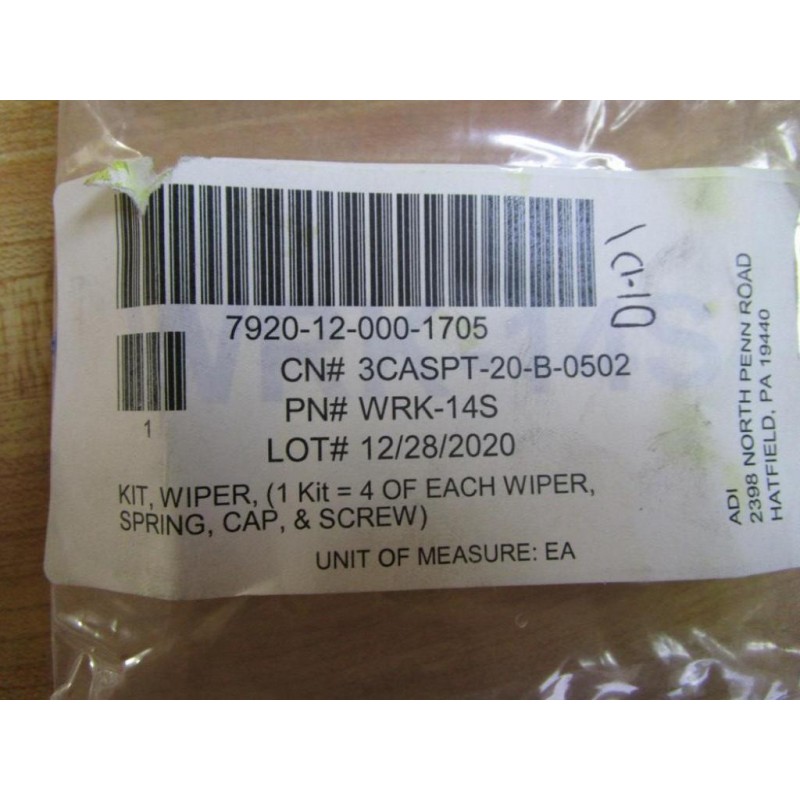 7920-12-000-1705
CN# 3CASPT-20-B-0502
PN# WRK-14S
1
LOT# 12/28/2020
KIT, WIPER, (1 Kit = 4 OF EACH WIPER,
SPRING, CAP, & SCREW)
UNIT OF MEASURE: EA
ADI
2398 NORTH PENN ROAD
HATFIELD, PA 19440